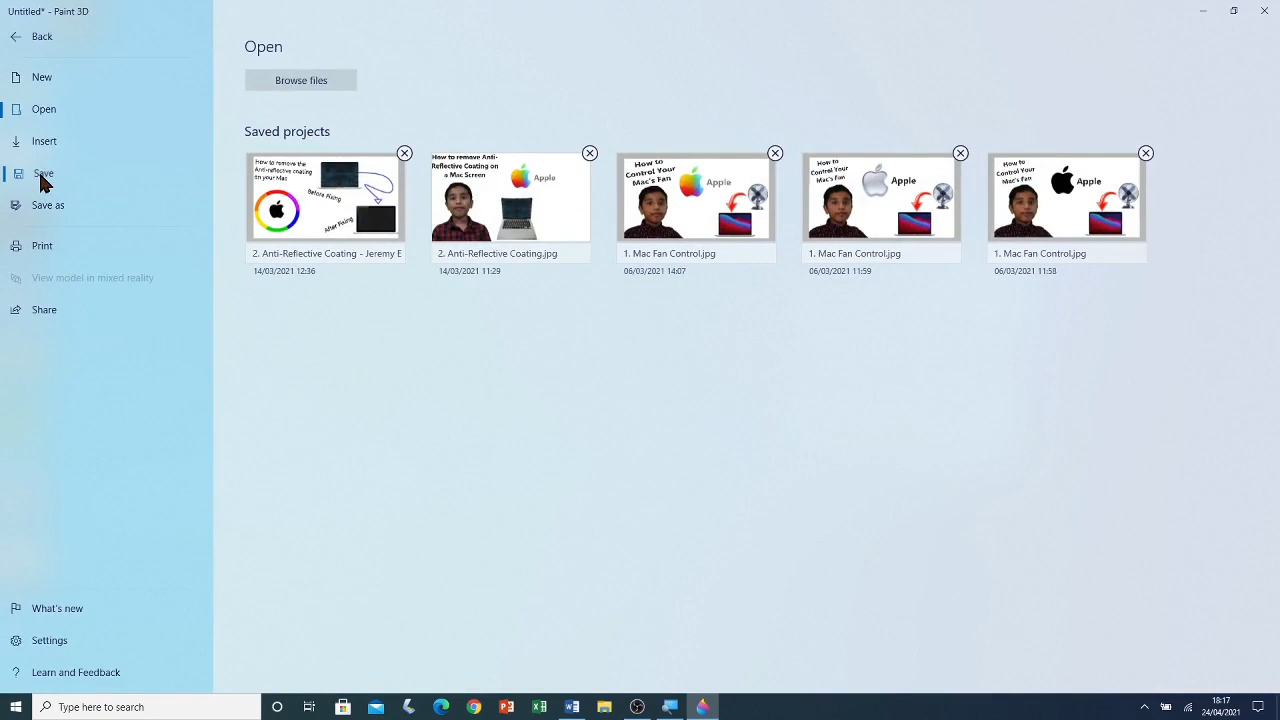 Untitled* - Paint 3D
Back
New
Open
Insert
Save
Save as
Print
View model in mixed reality
Share
What's new
Settings
Learn and Feedback
Open
Browse files
Saved projects
How to remove the
Anti-reflective coating
on your Mac
Before Fixing
After Fixing
2. Anti-Reflective Coating - Jeremy E
14/03/2021 12:36
How to remove Anti-
Reflective Coating on
a Mac Screen
Apple
2. Anti-Reflective Coating.jpg
14/03/2021 11:29
How to
Control Your
Mac's Fan
Apple
1. Mac Fan Control.jpg
06/03/2021 14:07
How to
Control Your
Mac's Fan
Apple
1. Mac Fan Control.jpg
06/03/2021 11:59
How to
Control Your
Mac's Fan
Apple
1. Mac Fan Control.jpg
06/03/2021 11:58
Type here to search
18:17
24/04/2021